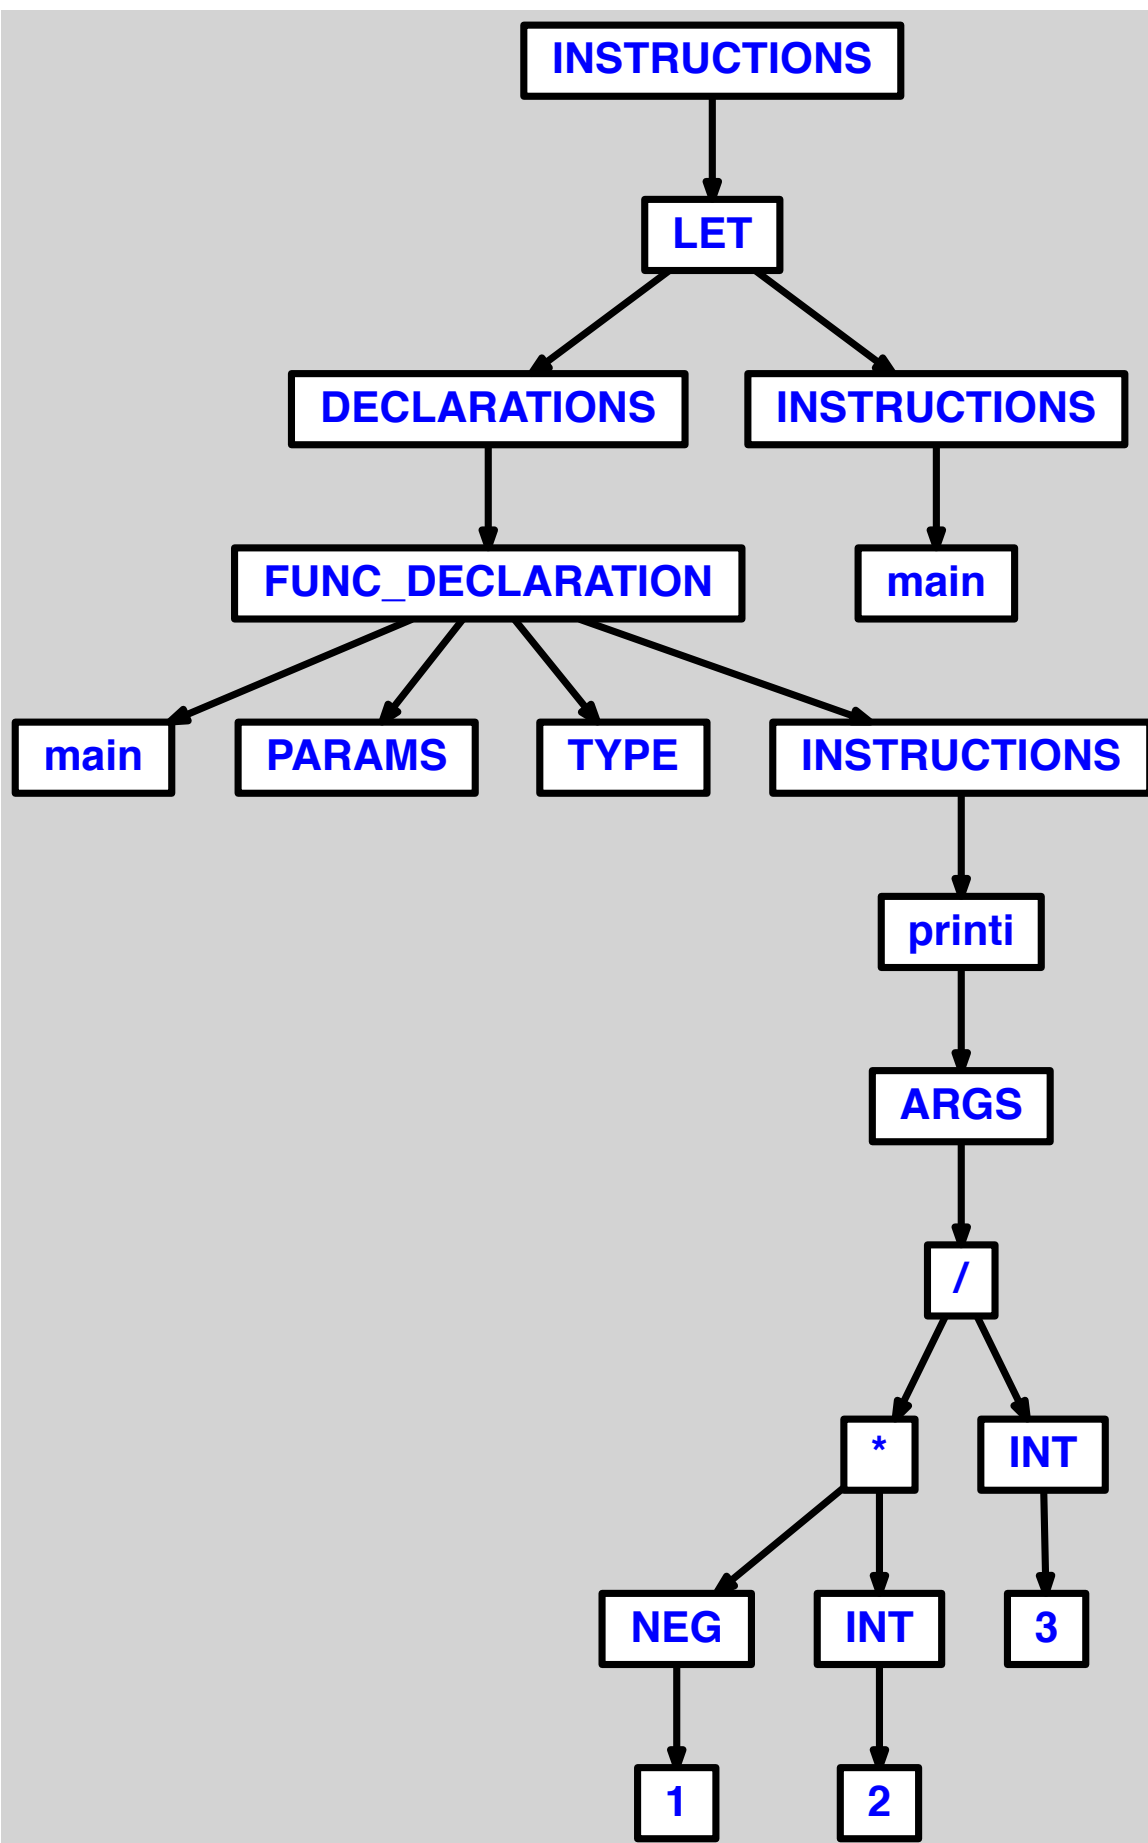 INSTRUCTIONS
LET
DECLARATIONS
INSTRUCTIONS
FUNC_DECLARATION
main
main
PARAMS
TYPE
INSTRUCTIONS
printi
ARGS
/
*
INT
NEG
INT
3
1
2